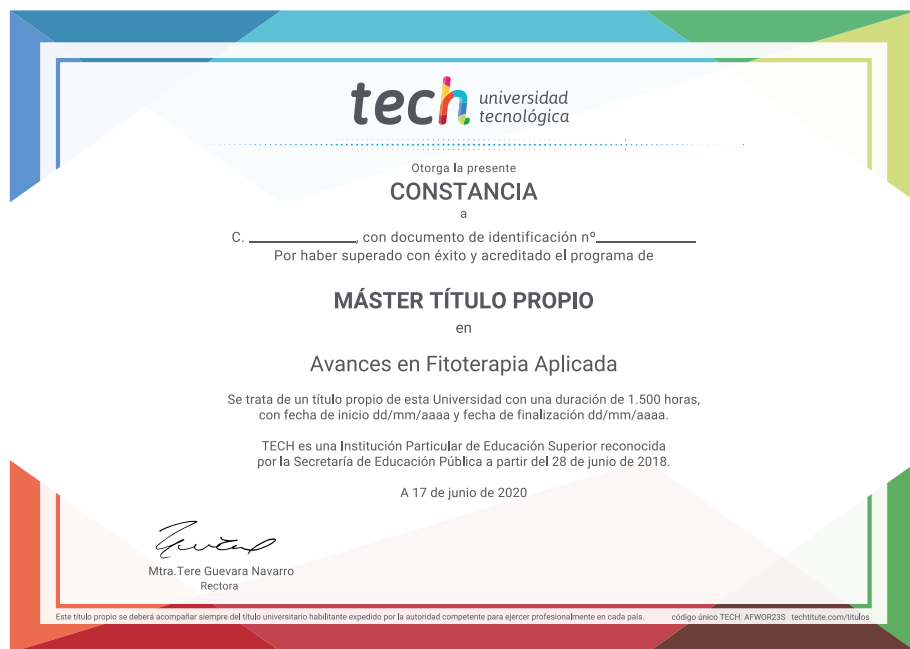 tech universidad
tecnológica
Otorga la presente
CONSTANCIA
a
C. ____________, con documento de identificación nº____________
Por haber superado con éxito y acreditado el programa de
MÁSTER TÍTULO PROPIO
en
Avances en Fitoterapia Aplicada
Se trata de un título propio de esta Universidad con una duración de 1.500 horas,
con fecha de inicio dd/mm/aaaa y fecha de finalización dd/mm/aaaa.
TECH es una Institución Particular de Educación Superior reconocida
por la Secretaría de Educación Pública a partir del 28 de junio de 2018.
A 17 de junio de 2020
Mtra.Tere Guevara Navarro
Rectora
Este título propio se deberá acompañar siempre del título universitario habilitante expedido por la autoridad competente para ejercer profesionalmente en cada país. código único TECH: AFWOR23S techtitute.com/titulos